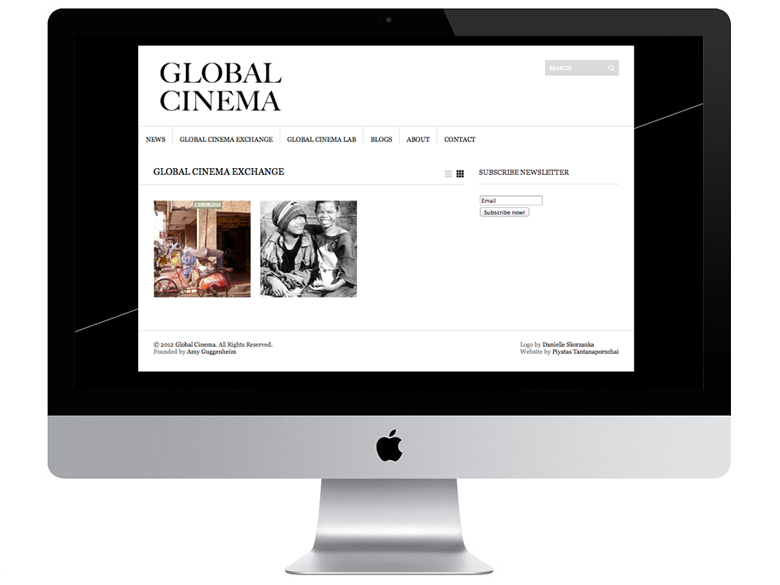 GLOBAL
CINEMA
SEARCH
NEWS GLOBAL CINEMA EXCHANGE GLOBAL CINEMA LAB BLOGS ABOUT CONTACT
GLOBAL CINEMA EXCHANGE
SUBSCRIBE NEWSLETTER
Email
Subscribe now!
© 2012 Global Cinema. All Rights Reserved.
Founded by Amy Guggenheim
Logo by Danielle Skorzanka
Website by Piyatas Tantanapornchai